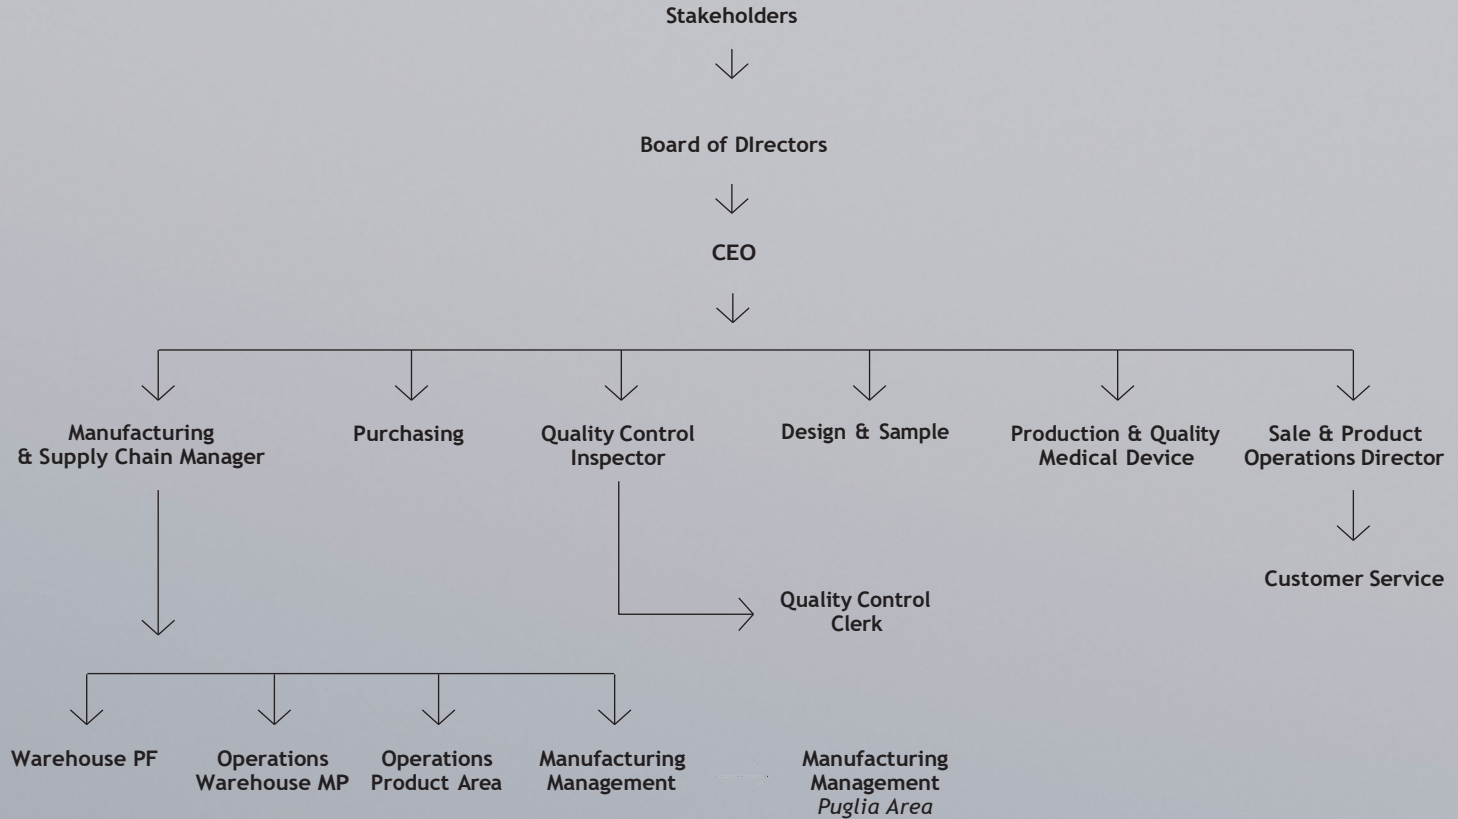 Stakeholders
Board of DIrectors
CEO
Manufacturing
& Supply Chain Manager
Purchasing
Quality Control
Inspector
Design & Sample
Production & Quality
Medical Device
Sale & Product
Operations Director
Customer Service
Quality Control
Clerk
Warehouse PF
Operations
Warehouse MP
Operations
Product Area
Manufacturing
Management
Manufacturing
Management
Puglia Area